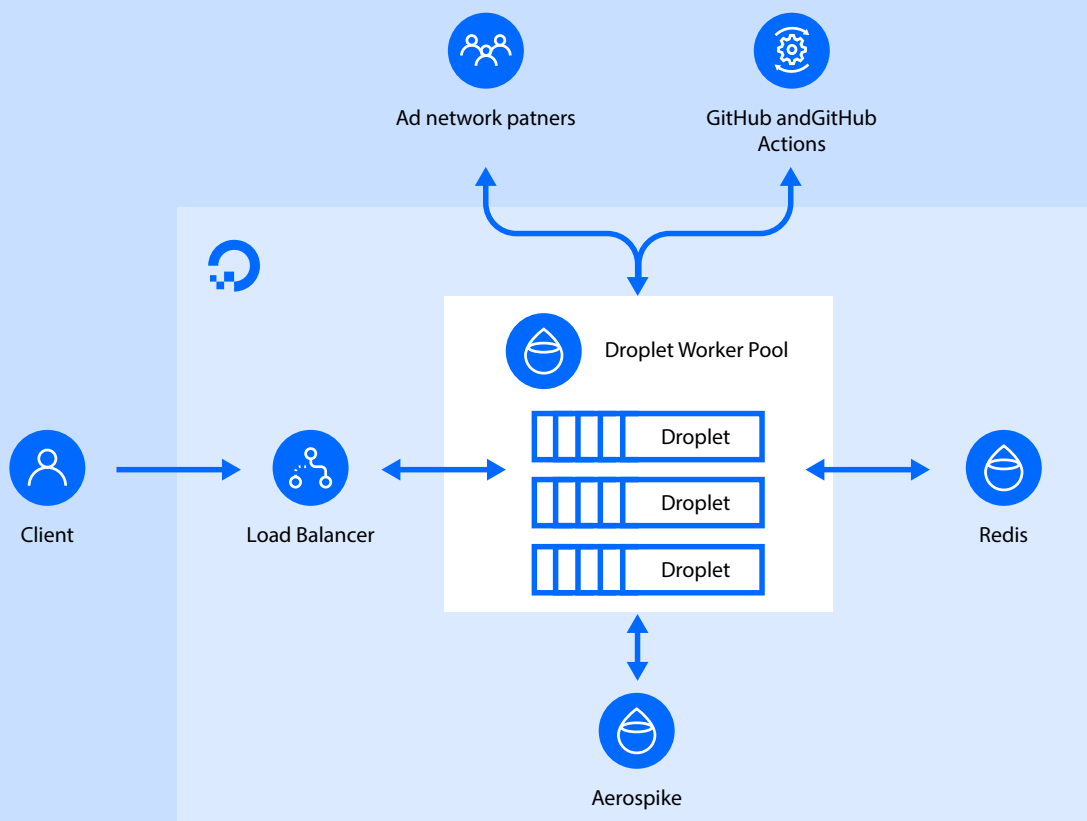 Ad network patners
GitHub andGitHub
Actions
Droplet Worker Pool
Droplet
Droplet
Droplet
Client
Load Balancer
Redis
Aerospike